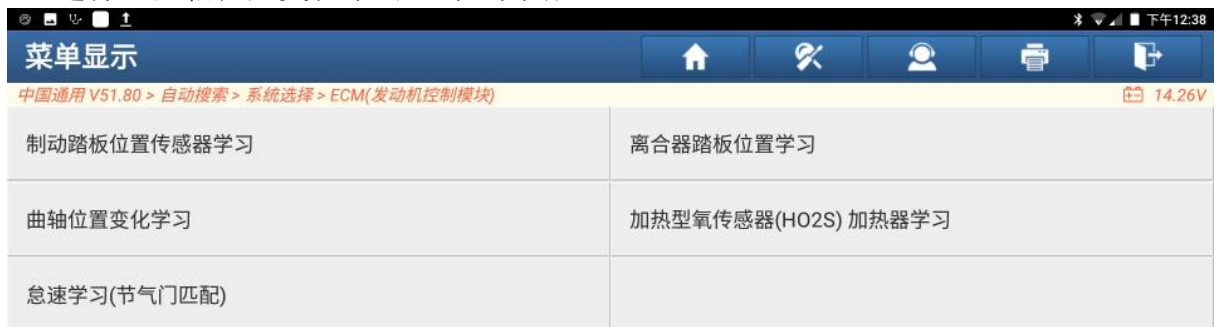 下午12:38
菜单显示
中国通用 V51.80 > 自动搜索 > 系统选择 > ECM(发动机控制模块)
14.26V
制动踏板位置传感器学习
离合器踏板位置学习
曲轴位置变化学习
加热型氧传感器(HO2S) 加热器学习
怠速学习(节气门匹配)